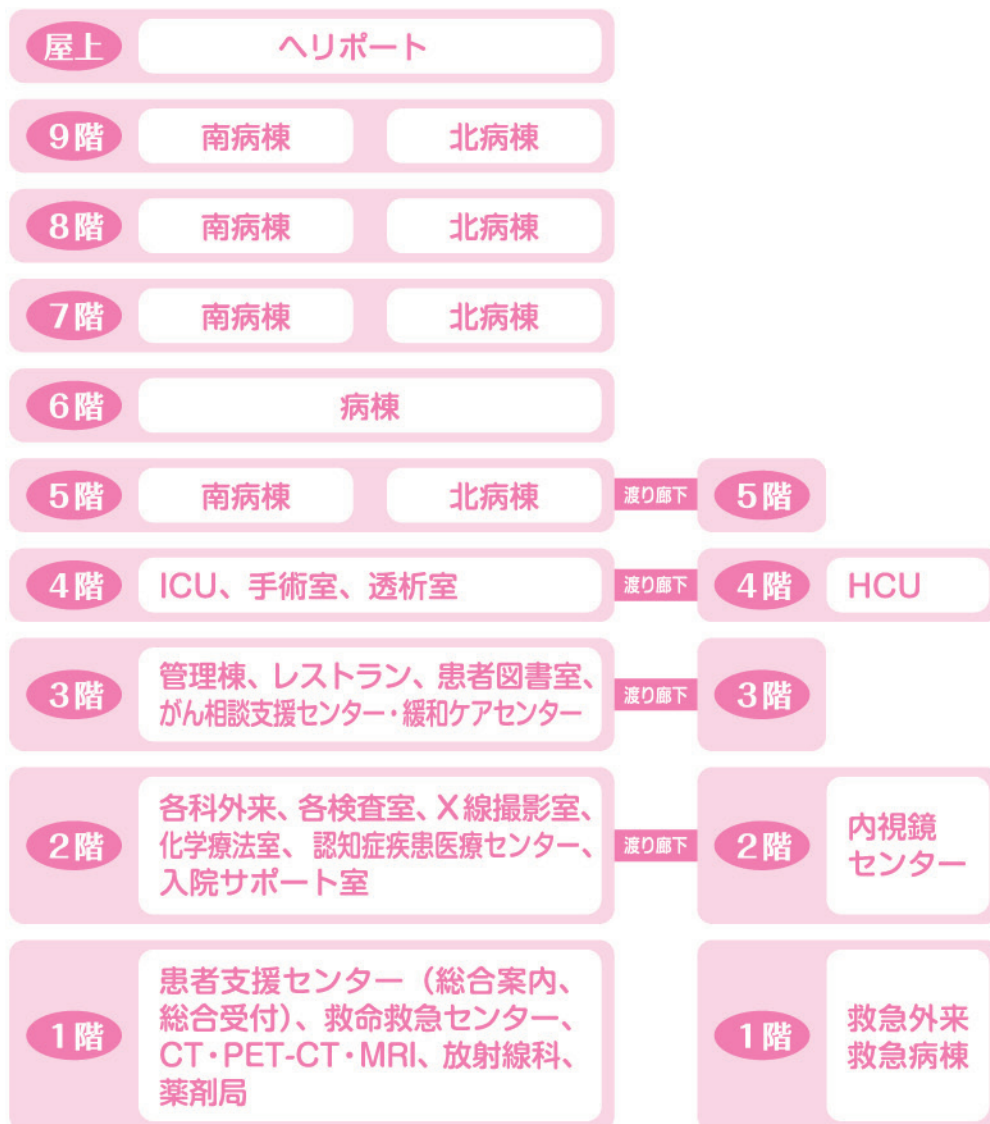 屋上
ヘリポート
9階
南病棟
北病棟
8階
南病棟
北病棟
7階
南病棟
北病棟
6階
病棟
5階
南病棟
北病棟
渡り廊下
5階
4階
ICU、手術室、透析室
渡り廊下
4階
HCU
3階
管理棟、レストラン、患者図書室、
がん相談支援センター・緩和ケアセンター
渡り廊下
3階
2階
各科外来、各検査室、X線撮影室、
化学療法室、認知症疾患医療センター、
入院サポート室
渡り廊下
2階
内視鏡
センター
1階
患者支援センター（総合案内、
総合受付）、救命救急センター、
CT・PET-CT・MRI、放射線科、
薬剤局
1階
救急外来
救急病棟